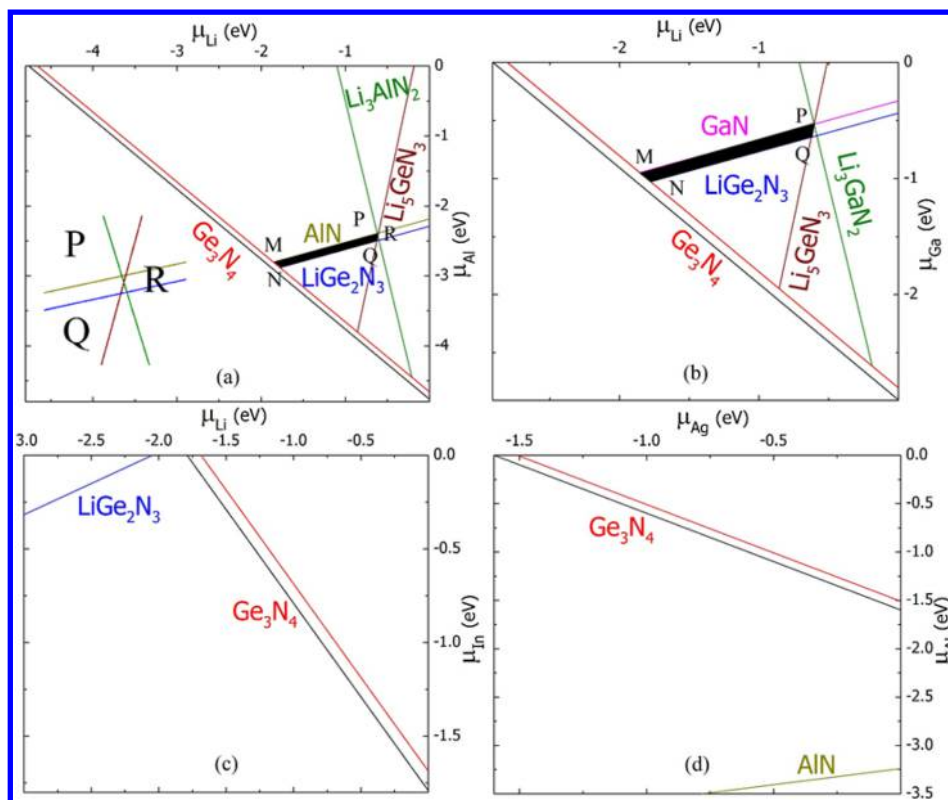 μLi (eV)
-4 -3 -2 -1
0
-1
-2
-3
-4
μAl (eV)
Li3AlN2
Li5GeN3
Ge3N4
AlN
LiGe2N3
M
N
P
Q
R
P
R
Q
(a)
μLi (eV)
-2 -1
0
-1
-2
μGa (eV)
GaN
P
M
Q
N
LiGe2N3
Li3GaN2
Li5GeN3
Ge3N4
(b)
μLi (eV)
3.0 -2.5 -2.0 -1.5 -1.0 -0.5
0.0
-0.5
-1.0
-1.5
μIn (eV)
LiGe2N3
Ge3N4
(c)
μAg (eV)
-1.5 -1.0 -0.5
0.0
-0.5
-1.0
-1.5
-2.0
-2.5
-3.0
-3.5
(eV)
Ge3N4
AlN
(d)